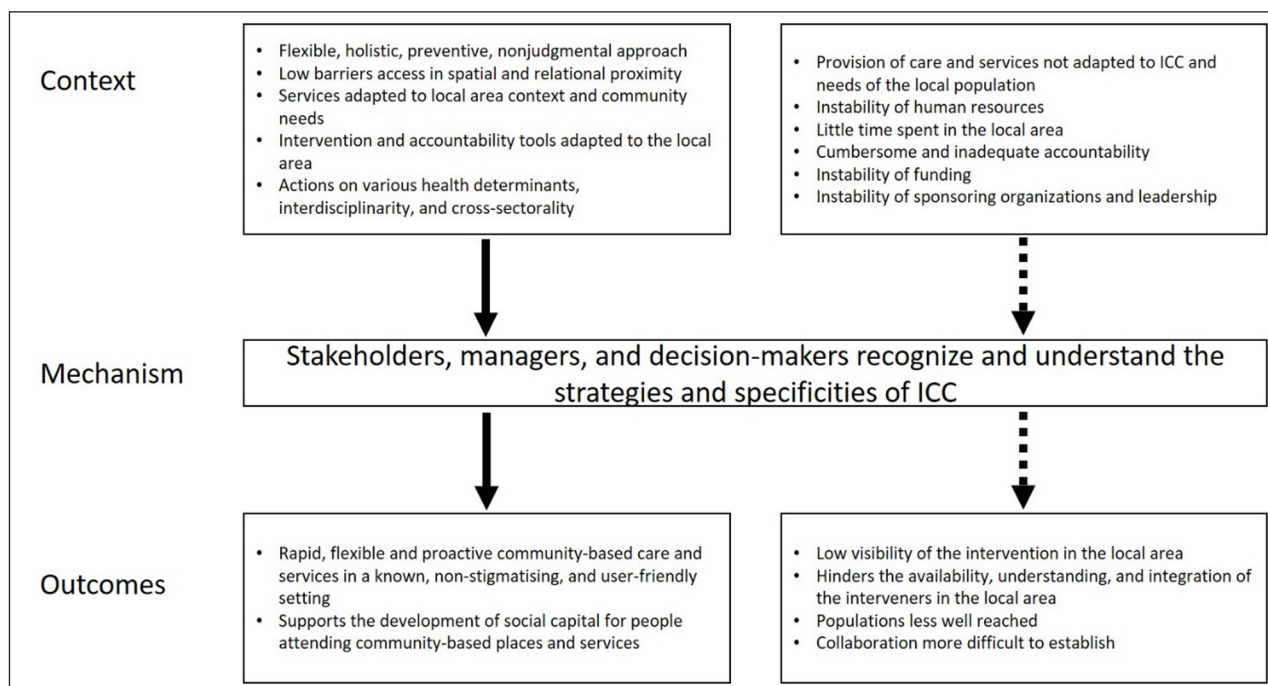 Context
• Flexible, holistic, preventive, nonjudgmental approach
• Low barriers access in spatial and relational proximity
• Services adapted to local area context and community
needs
• Intervention and accountability tools adapted to the local
area
• Actions on various health determinants,
interdisciplinarity, and cross-sectorality
• Provision of care and services not adapted to ICC and
needs of the local population
• Instability of human resources
• Little time spent in the local area
• Cumbersome and inadequate accountability
• Instability of funding
• Instability of sponsoring organizations and leadership
Mechanism
Stakeholders, managers, and decision-makers recognize and understand the
strategies and specificities of ICC
Outcomes
• Rapid, flexible and proactive community-based care and
services in a known, non-stigmatising, and user-friendly
setting
• Supports the development of social capital for people
attending community-based places and services
• Low visibility of the intervention in the local area
• Hinders the availability, understanding, and integration of
the interveners in the local area
• Populations less well reached
• Collaboration more difficult to establish